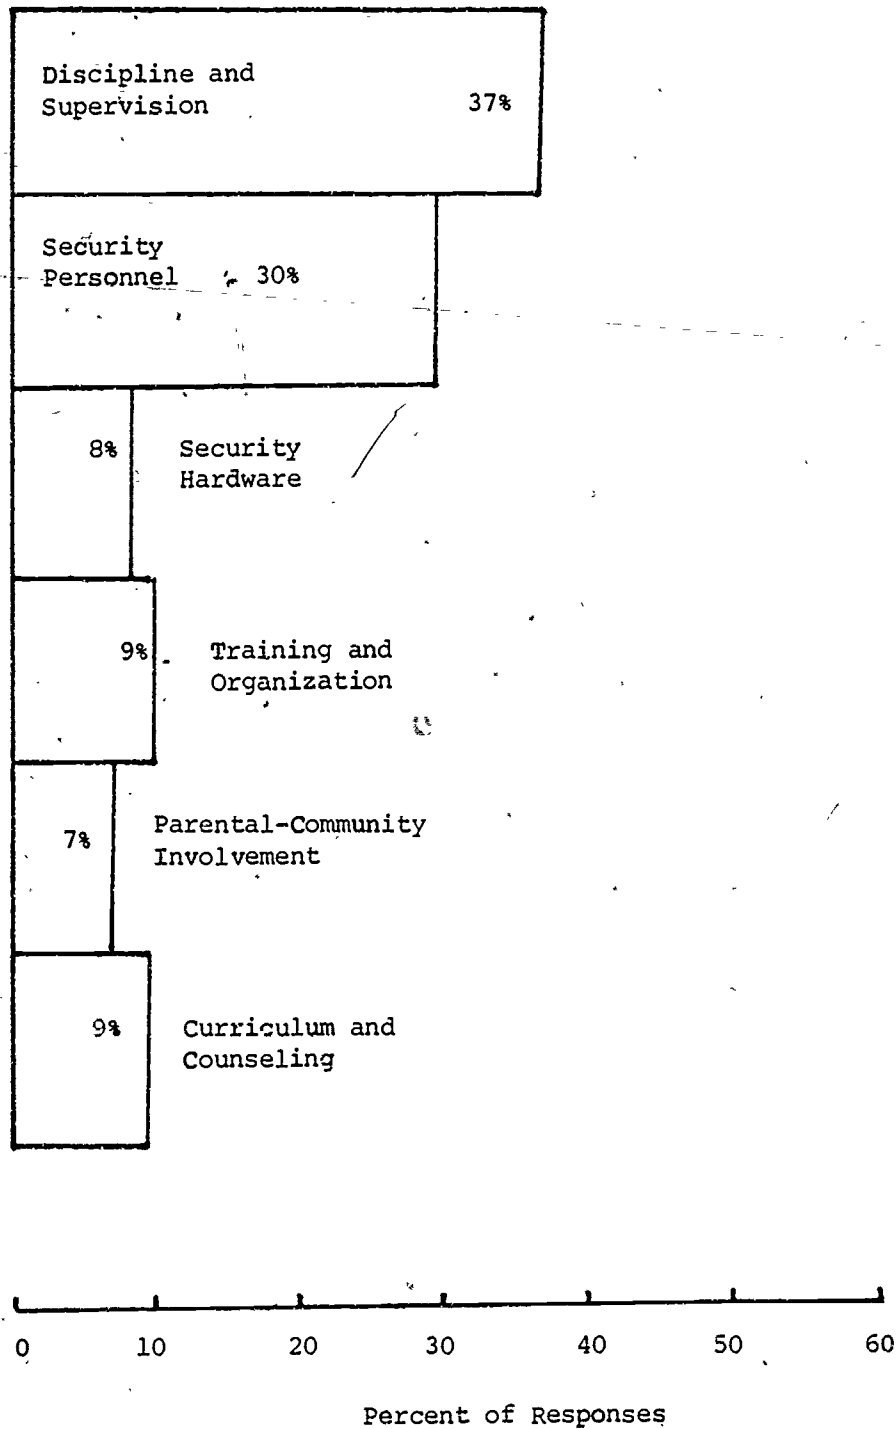 Discipline and
Supervision
37%
Security
Personnel 30%
8%
Security
Hardware
9%
Training and
Organization
7%
Parental-Community
Involvement
9%
Curriculum and
Counseling
0 10 20 30 40 50 60
Percent of Responses